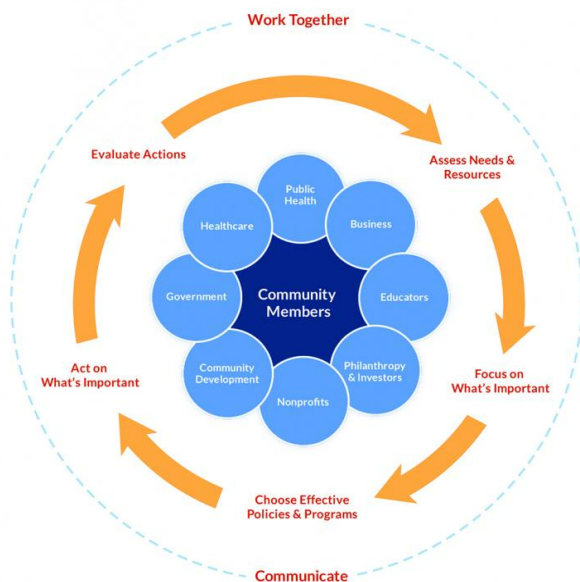 Work Together
Evaluate Actions
Assess Needs &
Resources
Focus on
What's Important
Choose Effective
Policies & Programs
Act on
What's Important
Public
Health
Business
Educators
Philanthropy
& Investors
Nonprofits
Community
Development
Government
Healthcare
Community
Members
Communicate